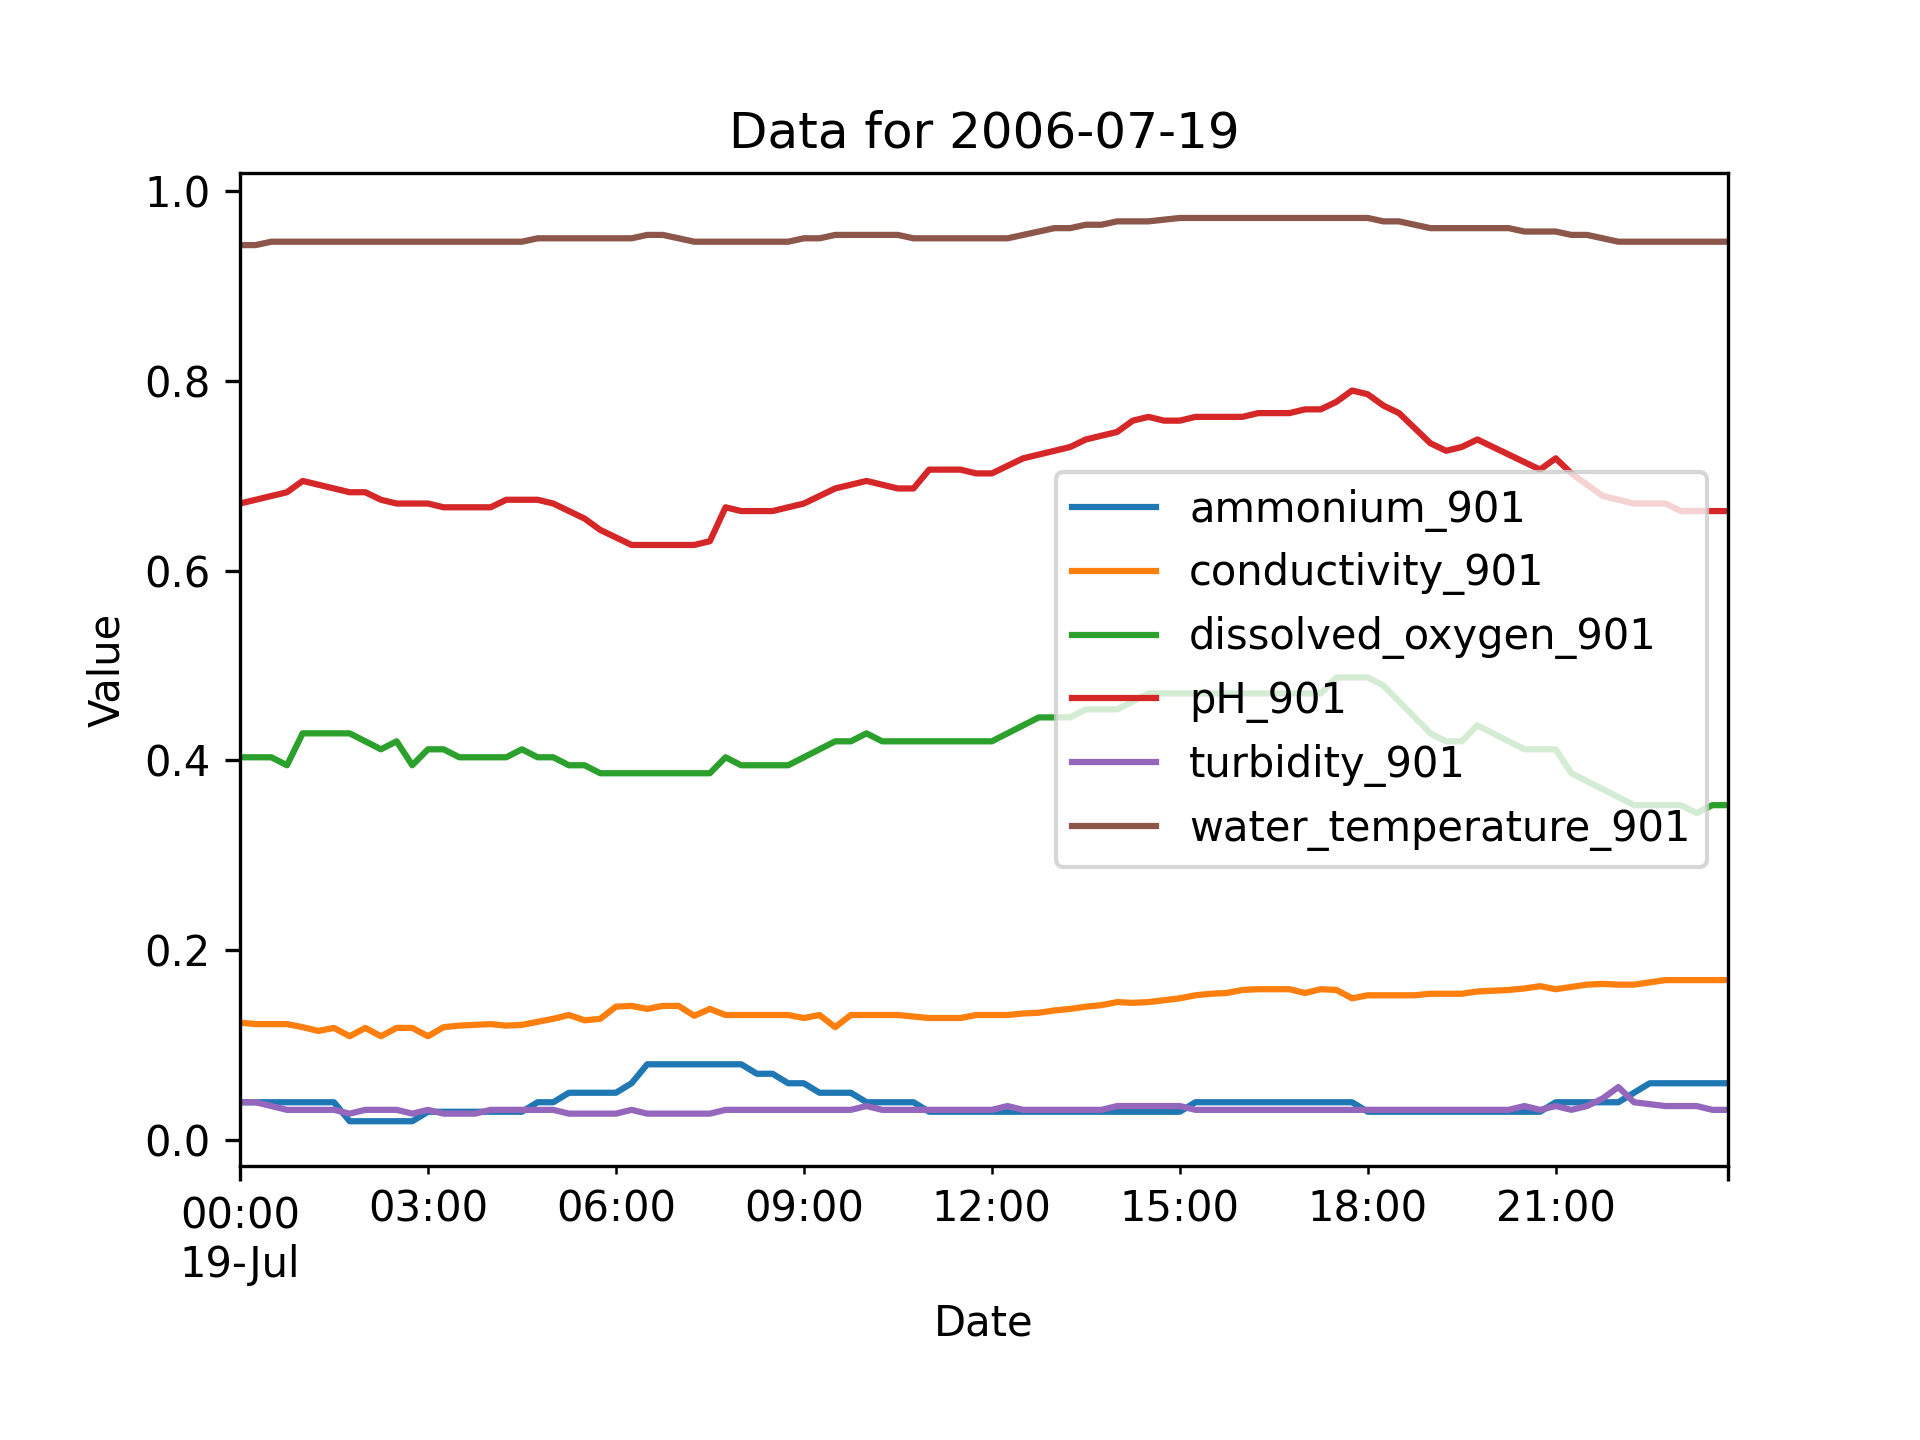 Data for 2006-07-19
1.0
0.8
0.6
0.4
0.2
0.0
Value
ammonium_901
conductivity_901
dissolved_oxygen_901
pH_901
turbidity_901
water_temperature_901
00:00 03:00 06:00 09:00 12:00 15:00 18:00 21:00
19-Jul
Date